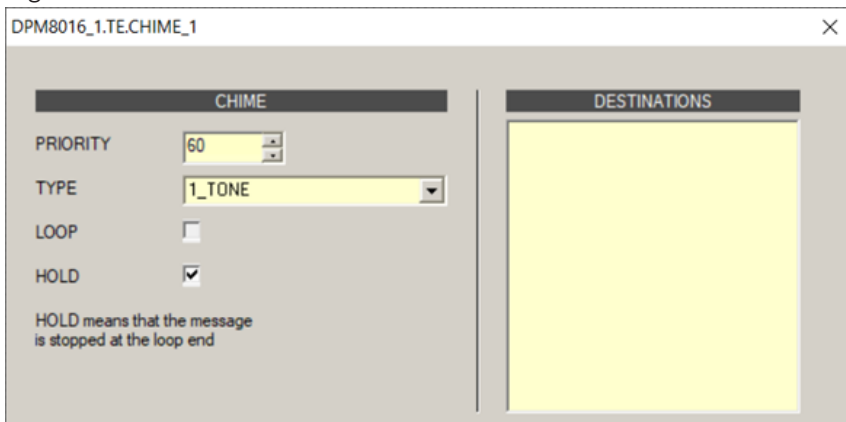 DPM8016_1.TE.CHIME_1
CHIME
PRIORITY 60
TYPE 1_TONE
LOOP
HOLD
HOLD means that the message
is stopped at the loop end
DESTINATIONS